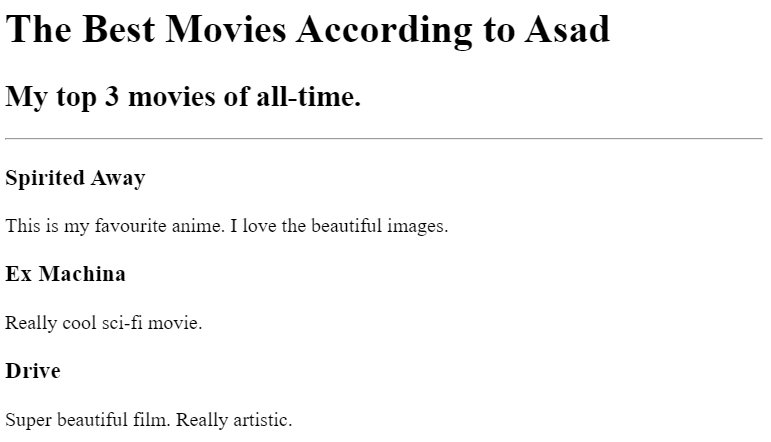 The Best Movies According to Asad
My top 3 movies of all-time.
Spirited Away
This is my favourite anime. I love the beautiful images.
Ex Machina
Really cool sci-fi movie.
Drive
Super beautiful film. Really artistic.